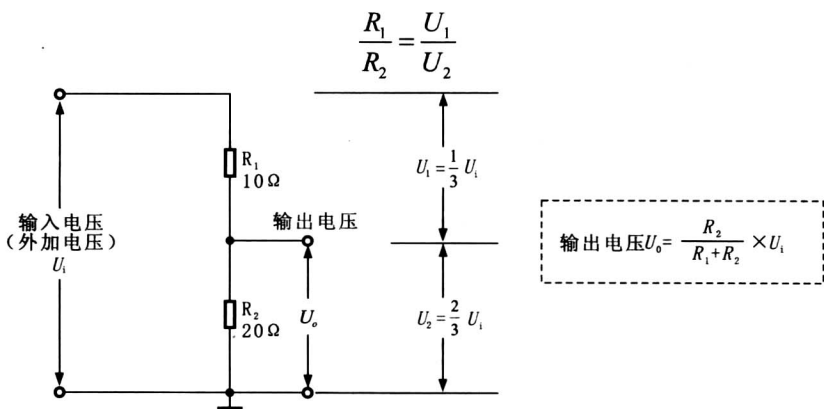 R₁/R₂ = U₁/U₂
R₁
10Ω
U₁=1/3 Uᵢ
输入电压
(外加电压)
Uᵢ
输出电压
输出电压U₀= R₂/(R₁+R₂) ×Uᵢ
R₂
20Ω
Uₒ
U₂=2/3 Uᵢ